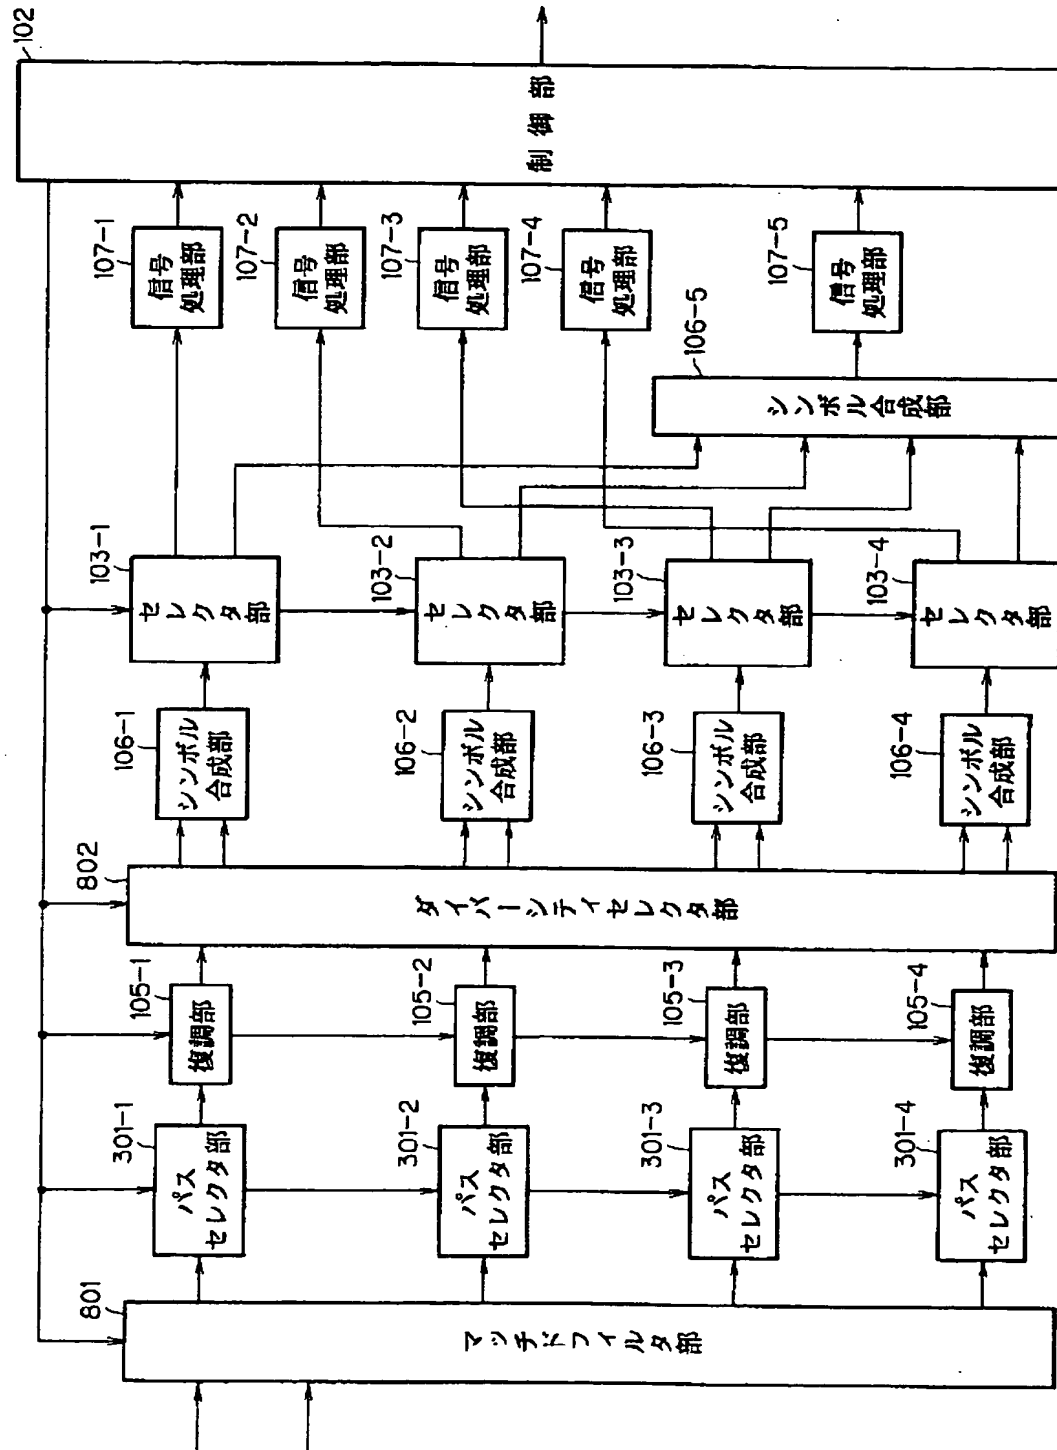 102
制御部
107-1
信号
処理部
107-2
信号
処理部
107-3
信号
処理部
107-4
信号
処理部
107-5
信号
処理部
106-5
シンボル合成部
103-1
セレクタ部
103-2
セレクタ部
103-3
セレクタ部
103-4
セレクタ部
106-1
シンボル
合成部
106-2
シンボル
合成部
106-3
シンボル
合成部
106-4
シンボル
合成部
802
ダイバーシティセレクタ部
105-1
復調部
105-2
復調部
105-3
復調部
105-4
復調部
301-1
パス
セレクタ部
301-2
パス
セレクタ部
301-3
パス
セレクタ部
301-4
パス
セレクタ部
801
マッチドフィルタ部